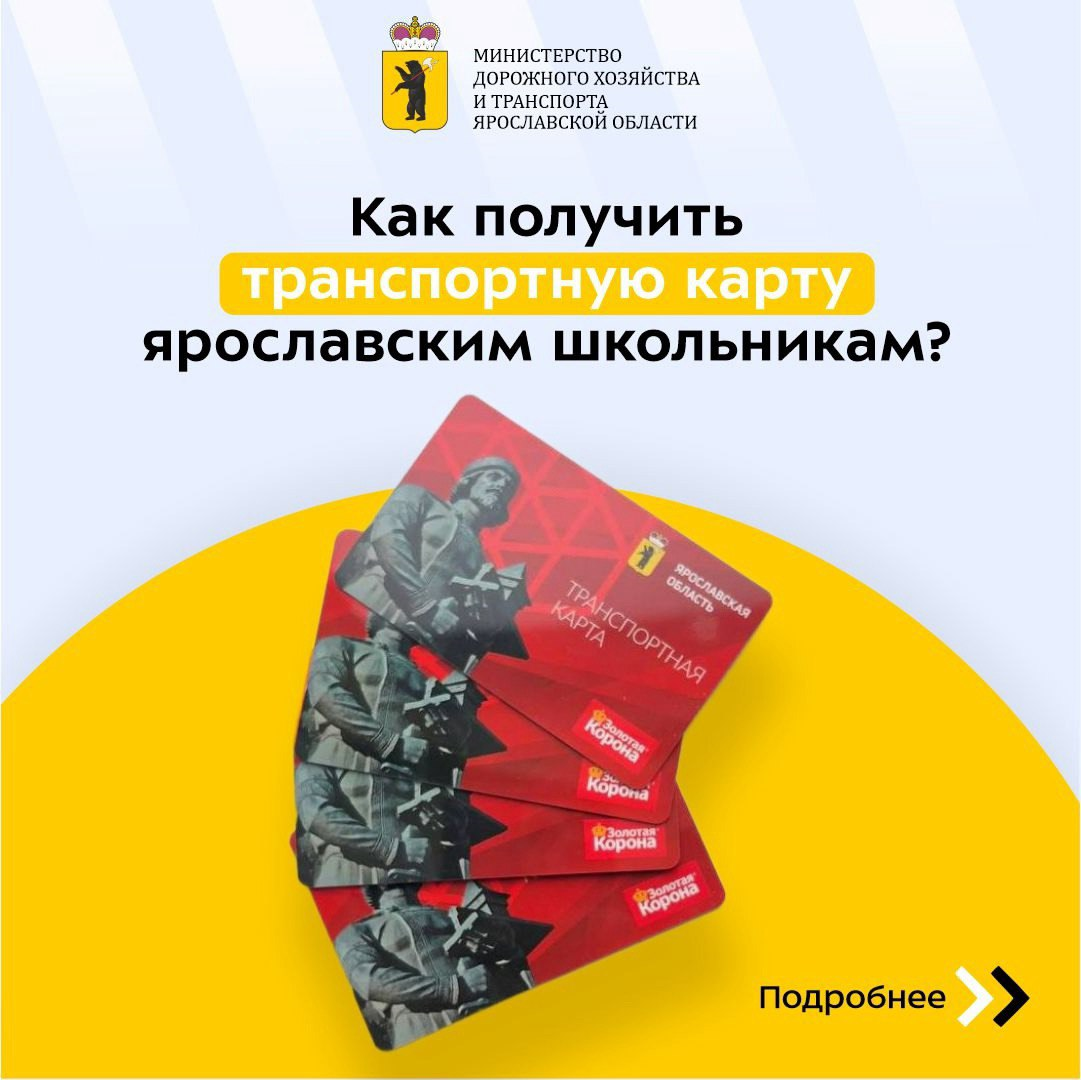 МИНИСТЕРСТВО
ДОРОЖНОГО ХОЗЯЙСТВА
И ТРАНСПОРТА
ЯРОСЛАВСКОЙ ОБЛАСТИ
Как получить
транспортную карту
ярославским школьникам?
ЯРОСЛАВСКАЯ
ОБЛАСТЬ
ТРАНСПОРТНАЯ
КАРТА
Золотая
Корона
Корона
Золотая
Корона
Золотая
Корона
Подробнее